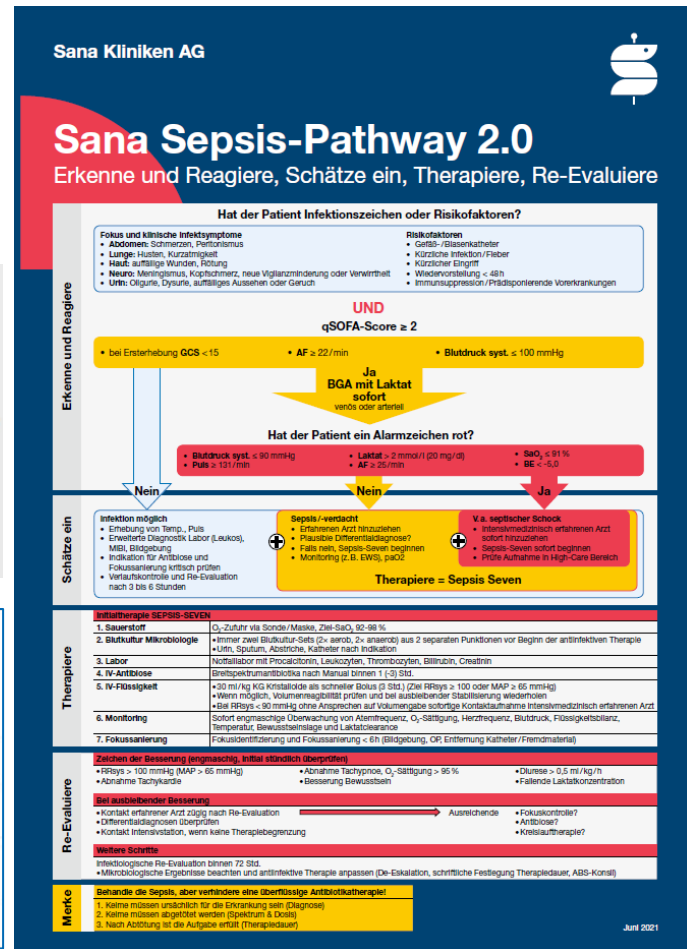 Sana Kliniken AG
Sana Sepsis-Pathway 2.0
Erkenne und Reagiere, Schätze ein, Therapiere, Re-Evaluiere
Erkenne und Reagiere
Hat der Patient Infektionszeichen oder Risikofaktoren?
Fokus und klinische Infektsymptome
• Abdomen: Schmerzen, Peritonismus
• Lunge: Husten, Kurzatmigkeit
• Haut: auffällige Wunden, Rötung
• Neuro: Meningismus, Kopfschmerz, neue Vigilanzminderung oder Verwirrtheit
• Urin: Oligurie, Dysurie, auffälliges Aussehen oder Geruch
Risikofaktoren
• Gefäß-/Blasenkatheter
• Kürzliche Infektion/Fieber
• Kürzlicher Eingriff
• Wiedervorstellung < 48h
• Immunsuppression/Prädisponierende Vorerkrankungen
UND
qSOFA-Score ≥ 2
• bei Ersterhebung GCS <15
• AF ≥ 22/min
• Blutdruck syst. ≤ 100 mmHg
Ja
BGA mit Laktat
sofort
venös oder arteriell
Hat der Patient ein Alarmzeichen rot?
• Blutdruck syst. ≤ 90 mmHg
• Puls ≥ 131/min
• Laktat > 2 mmol/l (20 mg/dl)
• AF ≥ 25/min
• SaO2 ≤ 91 %
• BE < -5,0
Nein
Nein
Ja
Schätze ein
Infektion möglich
• Erhebung von Temp., Puls
• Erweiterte Diagnostik Labor (Leukos), MIBI, Bildgebung
• Indikation für Antibiose und Fokussanierung kritisch prüfen
• Verlaufskontrolle und Re-Evaluation nach 3 bis 6 Stunden
Sepsis/-verdacht
• Erfahrenen Arzt hinzuziehen
• Plausible Differentialdiagnose?
• Falls nein, Sepsis-Seven beginnen
• Monitoring (z.B. EWS), paO2
V.a. septischer Schock
• Intensivmedizinisch erfahrenen Arzt sofort hinzuziehen
• Sepsis-Seven sofort beginnen
• Prüfe Aufnahme in High-Care Bereich
Therapiere = Sepsis Seven
Therapiere
Initialtherapie SEPSIS-SEVEN
1. Sauerstoff O2-Zufuhr via Sonde/Maske, Ziel-SaO2 92-98 %
2. Blutkultur Mikrobiologie • Immer zwei Blutkultur-Sets (2× aerob, 2× anaerob) aus 2 separaten Punktionen vor Beginn der antiinfektiven Therapie
• Urin, Sputum, Abstriche, Katheter nach Indikation
3. Labor Notfalllabor mit Procalcitonin, Leukozyten, Thrombozyten, Bilirubin, Creatinin
4. IV-Antibiose Breitspektrumantibiotika nach Manual binnen 1 (-3) Std.
5. IV-Flüssigkeit • 30 ml/kg KG Kristalloide als schneller Bolus (3 Std.) (Ziel RRsys ≥ 100 oder MAP ≥ 65 mmHg)
• Wenn möglich, Volumenreagibilität prüfen und bei ausbleibender Stabilisierung wiederholen
• Bei RRsys < 90 mmHg ohne Ansprechen auf Volumengabe sofortige Kontaktaufnahme Intensivmedizinisch erfahrenen Arzt
6. Monitoring Sofort engmaschige Überwachung von Atemfrequenz, O2-Sättigung, Herzfrequenz, Blutdruck, Flüssigkeitsbilanz,
Temperatur, Bewusstseinslage und Laktatclearance
7. Fokussanierung Fokusidentifizierung und Fokussanierung < 6h (Bildgebung, OP, Entfernung Katheter/Fremdmaterial)
Re-Evaluiere
Zeichen der Besserung (engmaschig, initial stündlich überprüfen)
• RRsys > 100 mmHg (MAP > 65 mmHg)
• Abnahme Tachykardie
• Abnahme Tachypnoe, O2-Sättigung > 95 %
• Besserung Bewusstsein
• Diurese > 0,5 ml/kg/h
• Fallende Laktatkonzentration
Bei ausbleibender Besserung
• Kontakt erfahrener Arzt zügig nach Re-Evaluation
• Differentialdiagnosen überprüfen
• Kontakt Intensivstation, wenn keine Therapiebegrenzung
Ausreichende
• Fokuskontrolle?
• Antibiose?
• Kreislauftherapie?
Weitere Schritte
Infektiologische Re-Evaluation binnen 72 Std.
• Mikrobiologische Ergebnisse beachten und antiinfektive Therapie anpassen (De-Eskalation, schriftliche Festlegung Therapiedauer, ABS-Konsil)
Merke
Behandle die Sepsis, aber verhindere eine überflüssige Antibiotikatherapie!
1. Keime müssen ursächlich für die Erkrankung sein (Diagnose)
2. Keime müssen abgetötet werden (Spektrum & Dosis)
3. Nach Abtötung ist die Aufgabe erfüllt (Therapiedauer)
Juni 2021